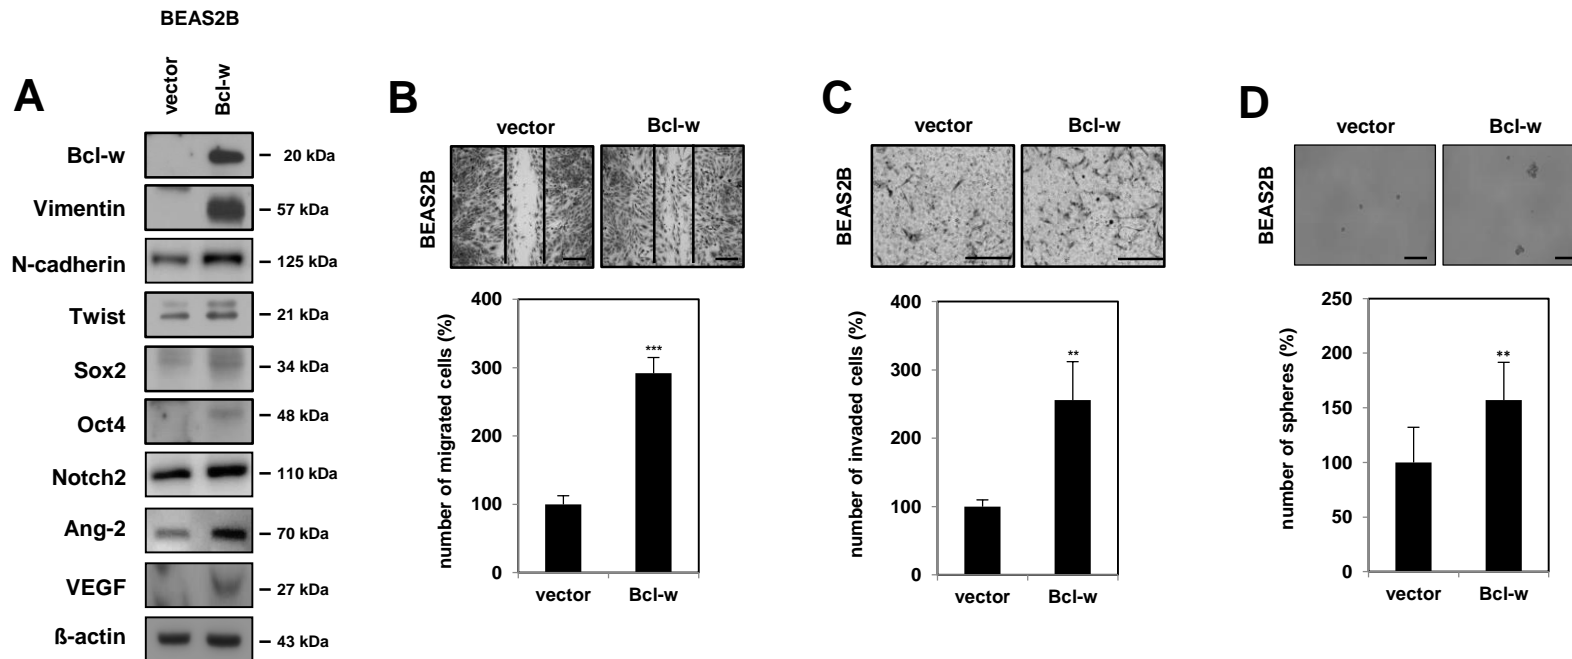 BEAS2B
vector
Bcl-w
A
Bcl-w
20 kDa
Vimentin
57 kDa
N-cadherin
125 kDa
Twist
21 kDa
Sox2
34 kDa
Oct4
48 kDa
Notch2
110 kDa
Ang-2
70 kDa
VEGF
27 kDa
ß-actin
43 kDa
B
vector
Bcl-w
BEAS2B
number of migrated cells (%)
400
300
200
100
0
***
vector
Bcl-w
C
vector
Bcl-w
BEAS2B
number of invaded cells (%)
400
300
200
100
0
**
vector
Bcl-w
D
vector
Bcl-w
BEAS2B
number of spheres (%)
250
200
150
100
50
0
**
vector
Bcl-w